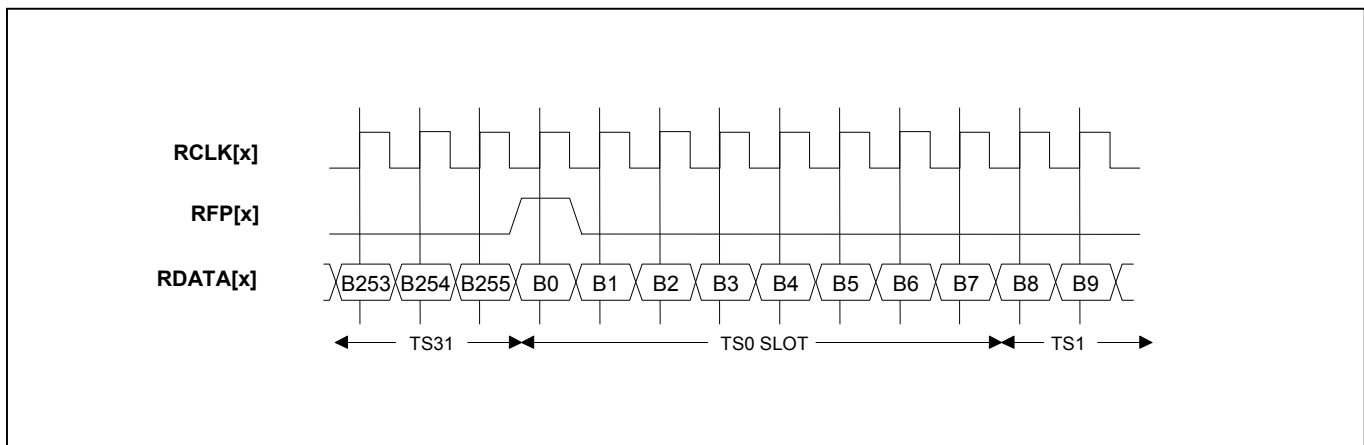 RCLK[x]
RFP[x]
RDATA[x] B253 B254 B255 B0 B1 B2 B3 B4 B5 B6 B7 B8 B9
TS31 TS0 SLOT TS1